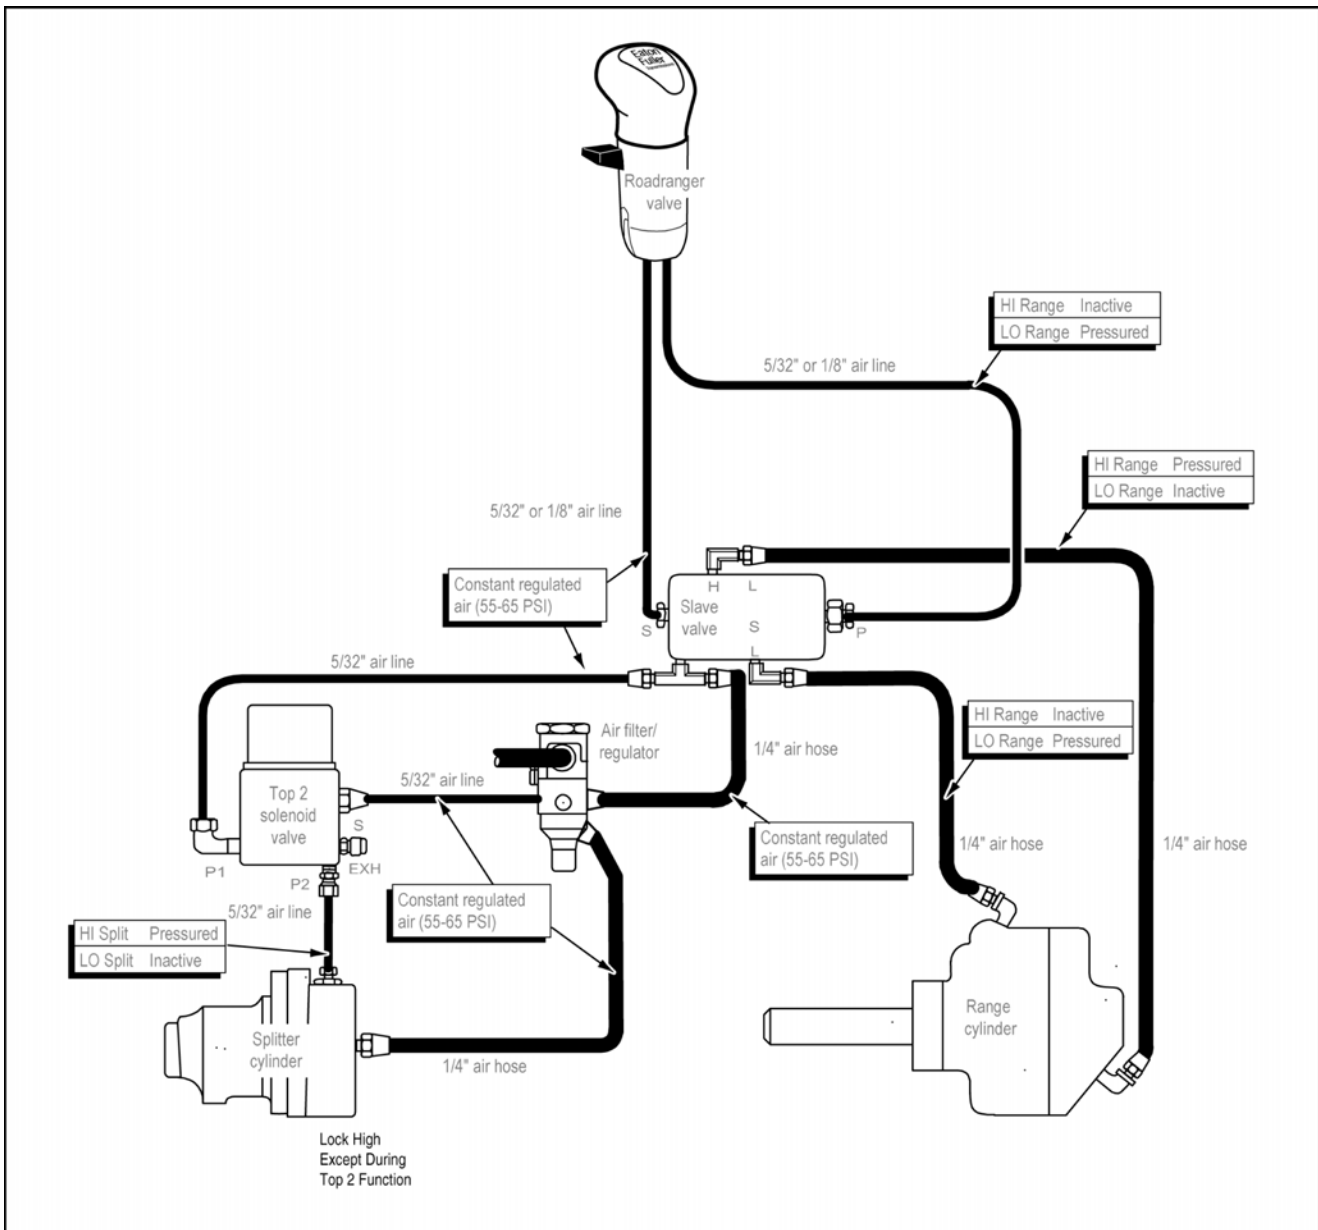 Eaton
Fuller
Roadranger
valve
HI Range Inactive
LO Range Pressured
5/32" or 1/8" air line
HI Range Pressured
LO Range Inactive
5/32" or 1/8" air line
Constant regulated
air (55-65 PSI)
H L
Slave
valve
S
S
P
L
5/32" air line
HI Range Inactive
LO Range Pressured
Air filter/
regulator
1/4" air hose
5/32" air line
Top 2
solenoid
valve
S
Constant regulated
air (55-65 PSI)
1/4" air hose
1/4" air hose
P1
P2
EXH
Constant regulated
air (55-65 PSI)
5/32" air line
HI Split Pressured
LO Split Inactive
Range
cylinder
Splitter
cylinder
1/4" air hose
Lock High
Except During
Top 2 Function